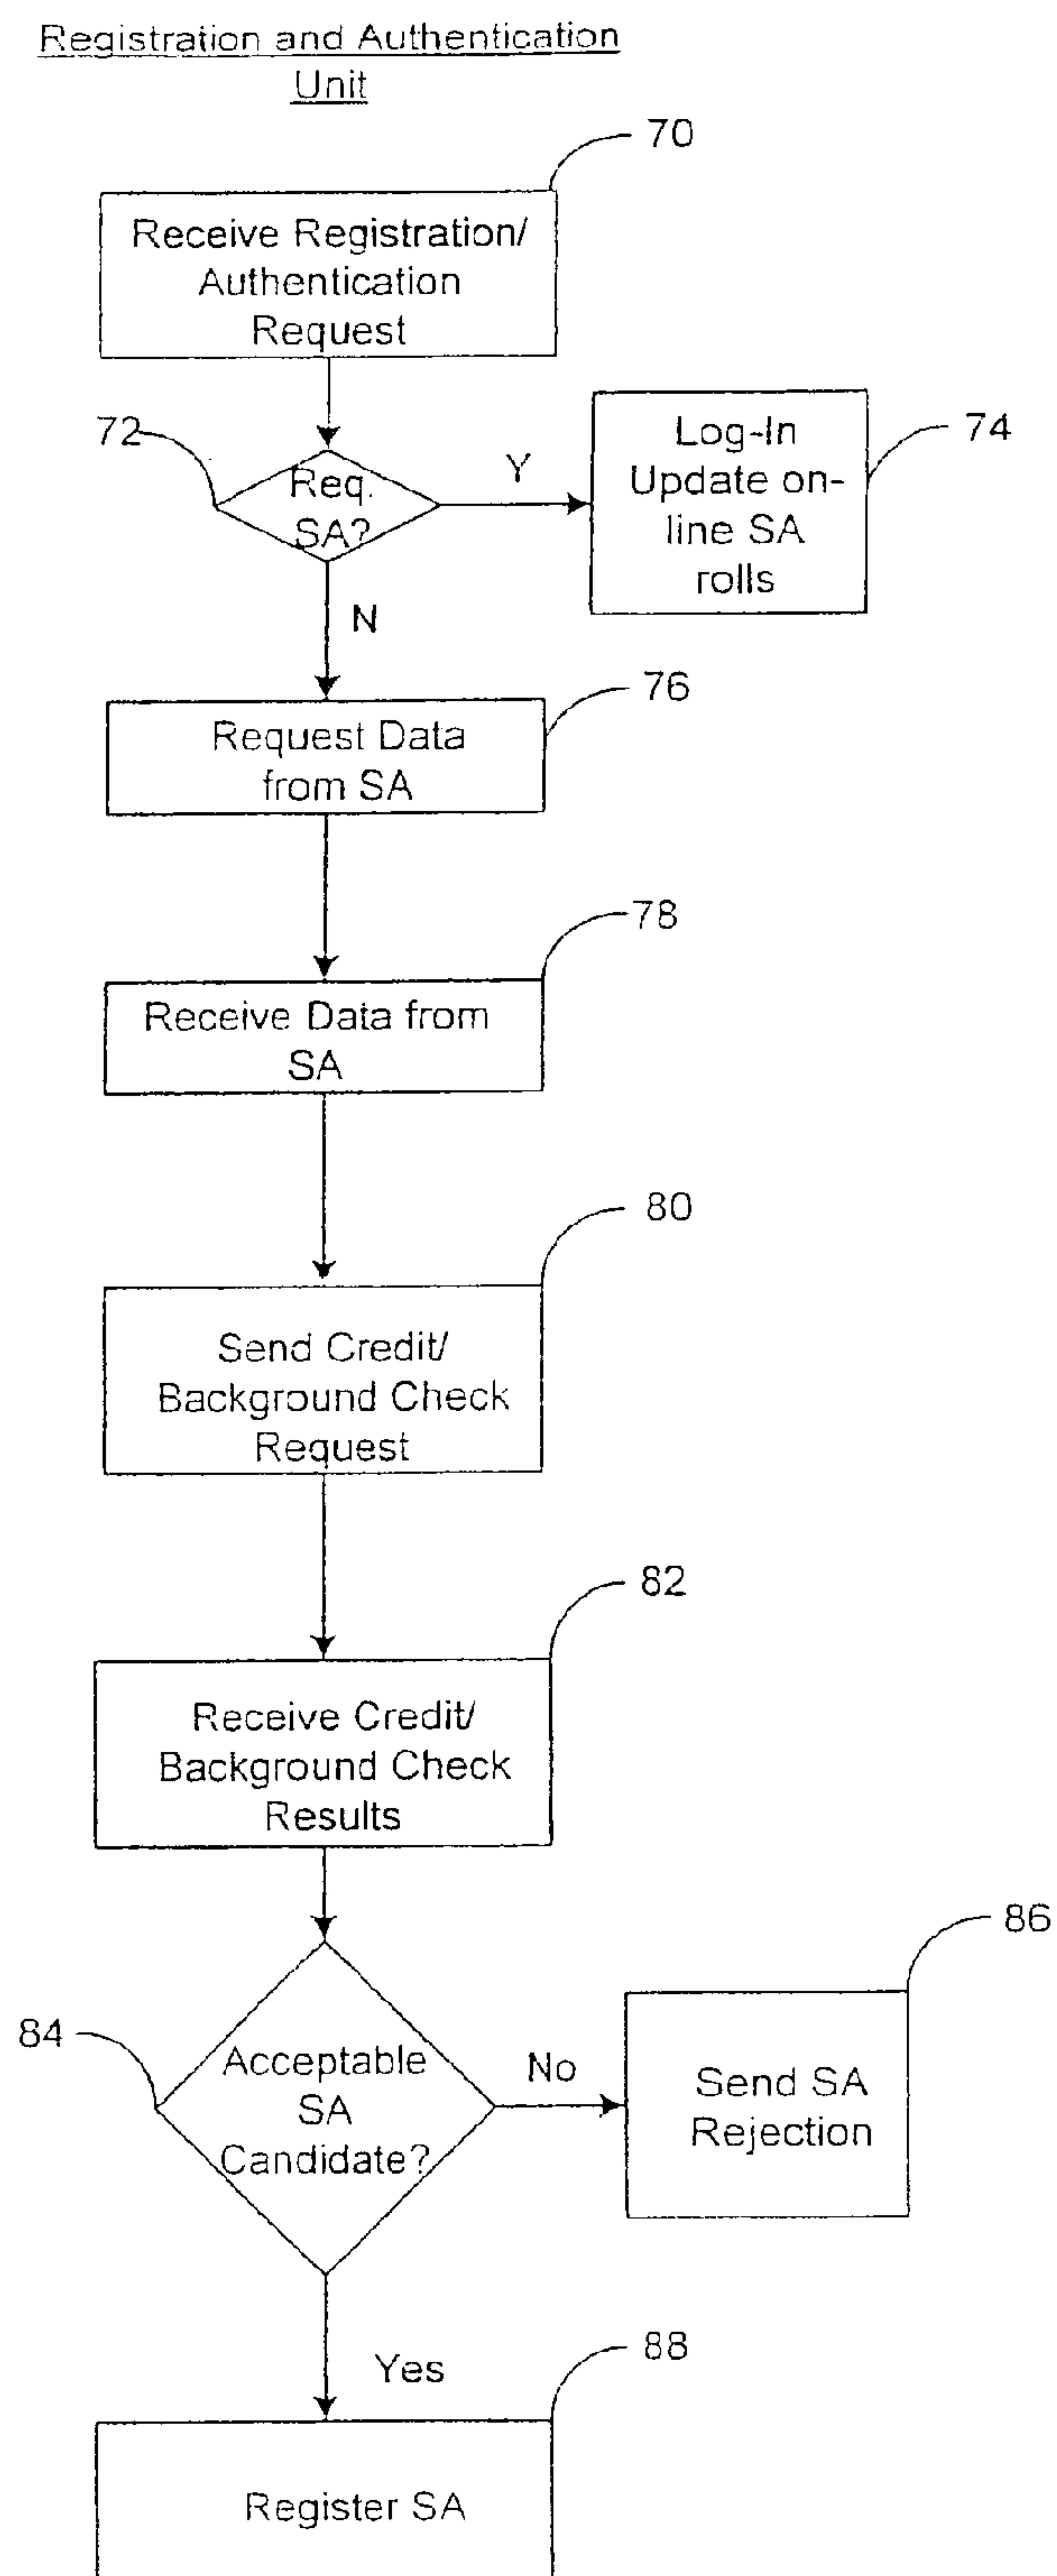 Registration and Authentication
Unit
70
Receive Registration/
Authentication
Request
72
Req.
SA?
Y
Log-In
Update on-
line SA
rolls
74
N
76
Request Data
from SA
78
Receive Data from
SA
80
Send Credit/
Background Check
Request
82
Receive Credit/
Background Check
Results
84
Acceptable
SA
Candidate?
No
86
Send SA
Rejection
Yes
88
Register SA